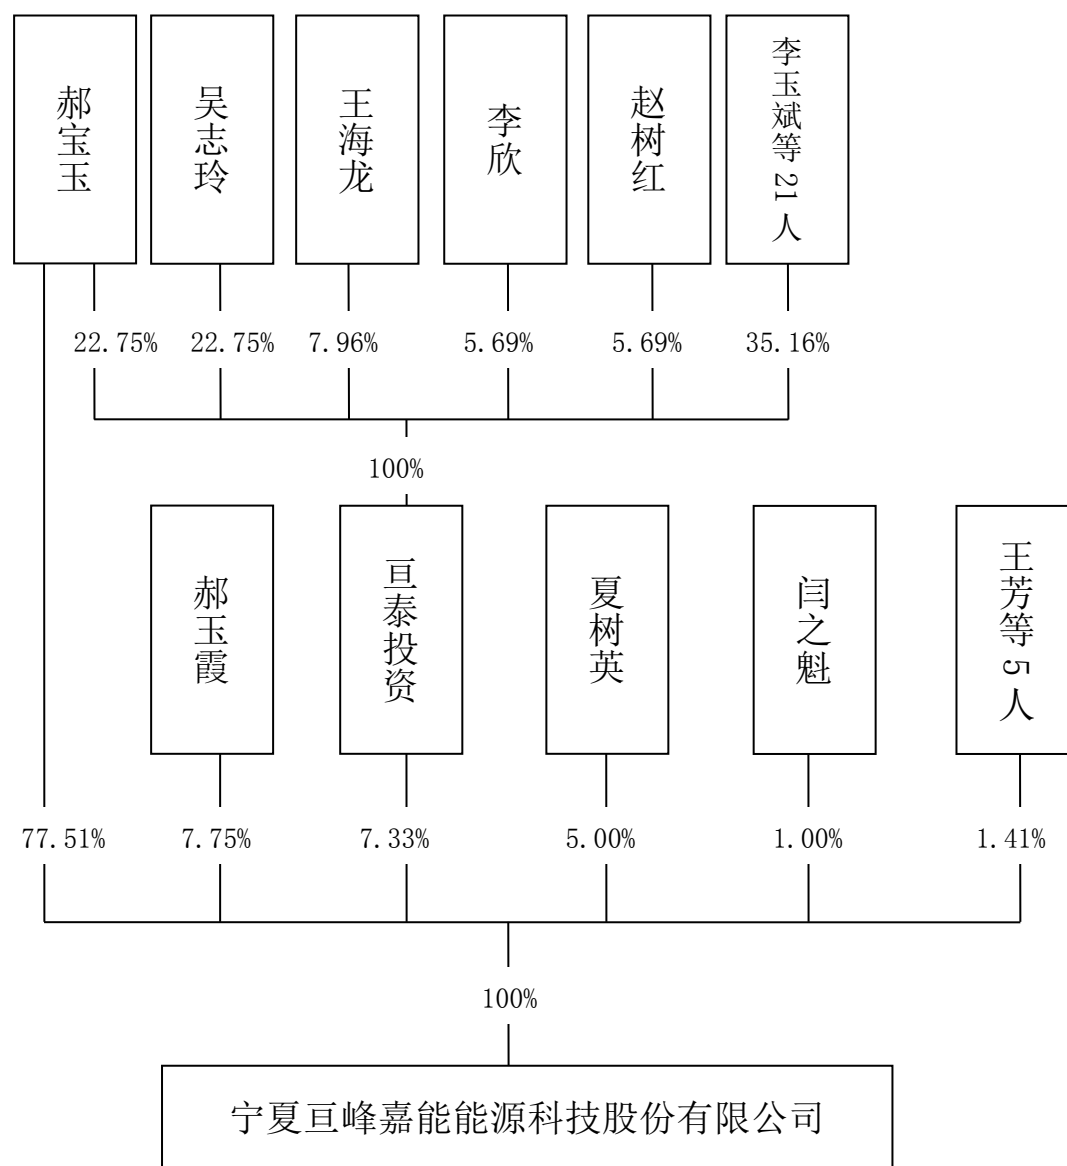 郝宝玉
吴志玲
王海龙
李欣
赵树红
李玉斌等 21 人
22.75%
22.75%
7.96%
5.69%
5.69%
35.16%
100%
郝玉霞
亘泰投资
夏树英
闫之魁
王芳等 5 人
77.51%
7.75%
7.33%
5.00%
1.00%
1.41%
100%
宁夏亘峰嘉能能源科技股份有限公司